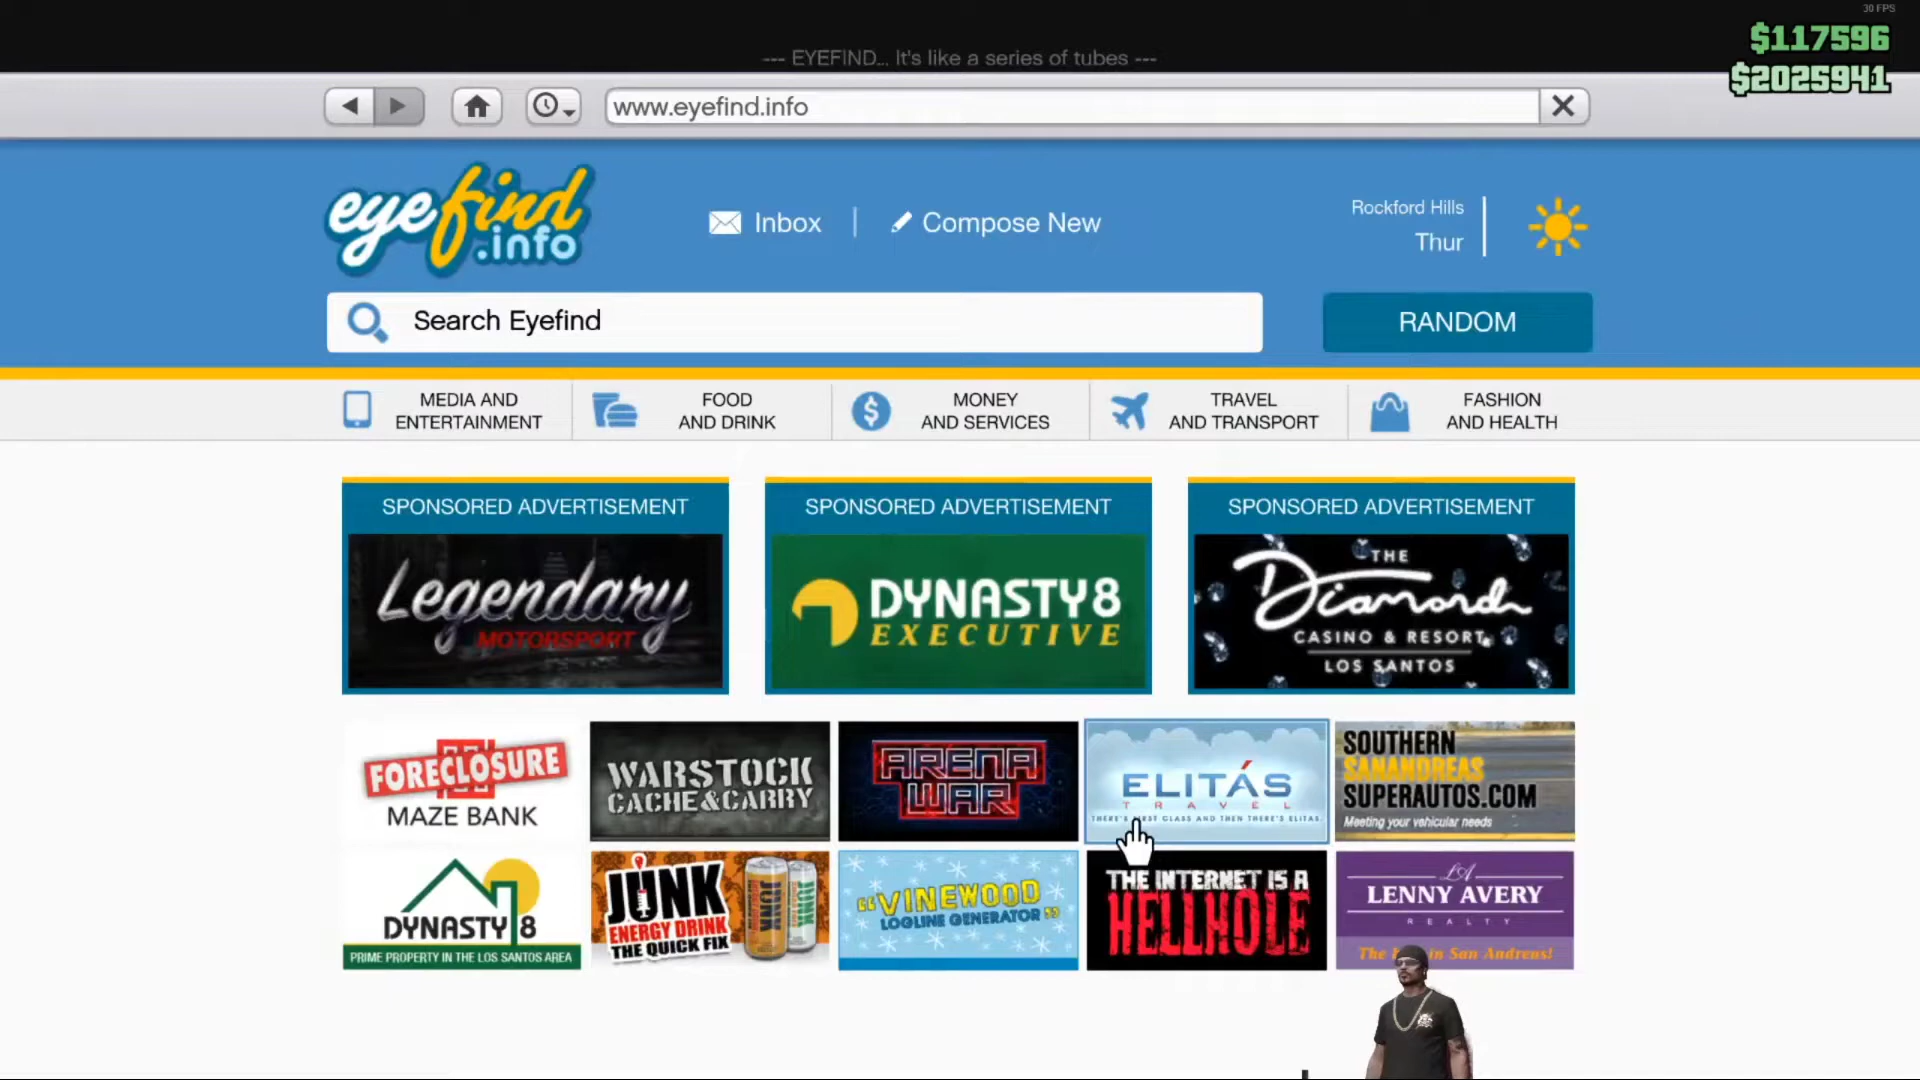 30 FPS
$117596
$2025941
--- EYEFIND... It's like a series of tubes ---
www.eyefind.info
eyefind
.info
Inbox
Compose New
Rockford Hills
Thur
Search Eyefind
RANDOM
MEDIA AND
ENTERTAINMENT
FOOD
AND DRINK
MONEY
AND SERVICES
TRAVEL
AND TRANSPORT
FASHION
AND HEALTH
SPONSORED ADVERTISEMENT
Legendary
MOTORSPORT
SPONSORED ADVERTISEMENT
DYNASTY8
EXECUTIVE
SPONSORED ADVERTISEMENT
THE
Diamond
CASINO & RESORT
LOS SANTOS
FORECLOSURE
MAZE BANK
WARSTOCK
CACHE&CARRY
ARENA
WAR
ELITÁS
TRAVEL
THERE'S FIRST CLASS AND THEN THERE'S ELITAS
SOUTHERN
SANANDREAS
SUPERAUTOS.COM
Meeting your vehicular needs
DYNASTY 8
PRIME PROPERTY IN THE LOS SANTOS AREA
JUNK
ENERGY DRINK
THE QUICK FIX
JUNK
JUNK
"VINEWOOD
LOGLINE GENERATOR"
THE INTERNET IS A
HELLHOLE
LA
LENNY AVERY
REALTY
The in San Andreas!